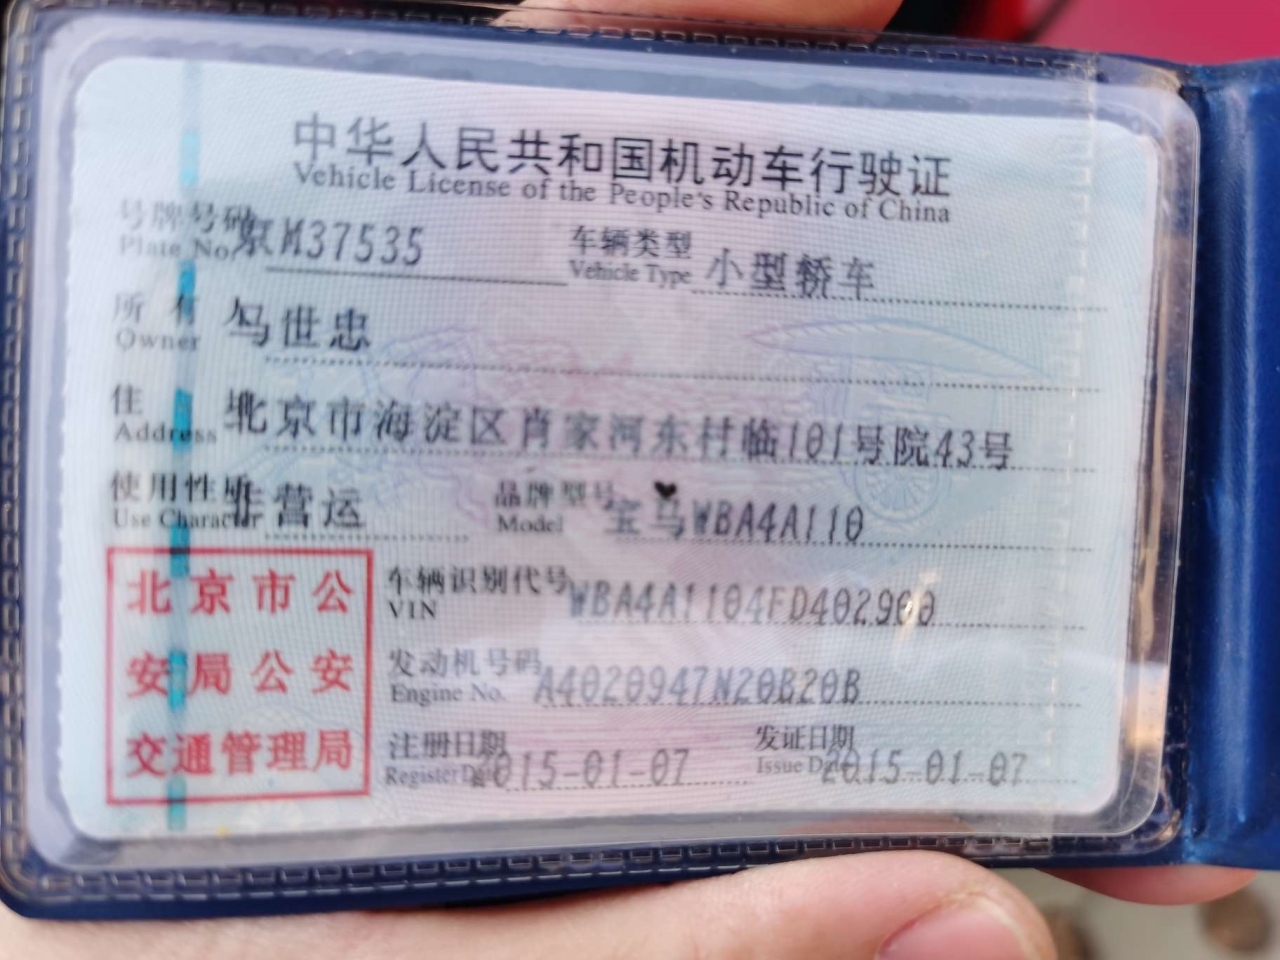 中华人民共和国机动车行驶证
Vehicle License of the People's Republic of China
号牌号码 京M37535 车辆类型 小型轿车
Plate No. Vehicle Type
所有人 马世忠
Owner
住址 北京市海淀区肖家河东村临101号院43号
Address
使用性质 非营运 品牌型号 宝马WBA4A110
Use Character Model
北京市公
安局公安
交通管理局
车辆识别代号 WBA4A1104FD402900
VIN
发动机号码 A4020947N20B20B
Engine No.
注册日期 2015-01-07 发证日期 2015-01-07
Register Date Issue Date